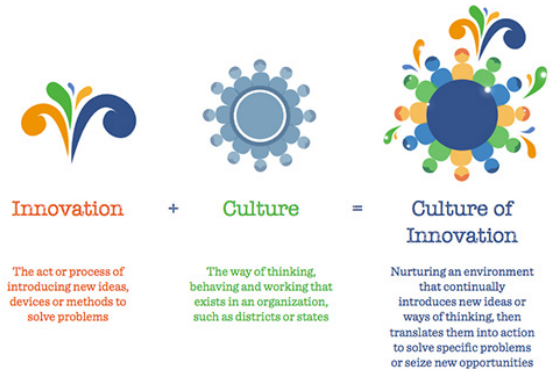 Innovation
+
Culture
=
Culture of
Innovation
The act or process of
introducing new ideas,
devices or methods to
solve problems
The way of thinking,
behaving and working that
exists in an organization,
such as districts or states
Nurturing an environment
that continually
introduces new ideas or
ways of thinking, then
translates them into action
to solve specific problems
or seize new opportunities